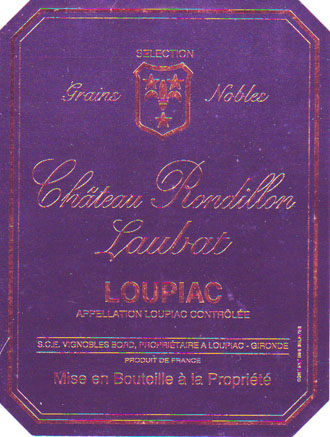 SELECTION
Grains Nobles
Château Rondillon
Laubat
LOUPIAC
APPELLATION LOUPIAC CONTRÔLÉE
S.C.E. VIGNOBLES BORD, PROPRIÉTAIRE A LOUPIAC - GIRONDE
PRODUIT DE FRANCE
Mise en Bouteille à la Propriété